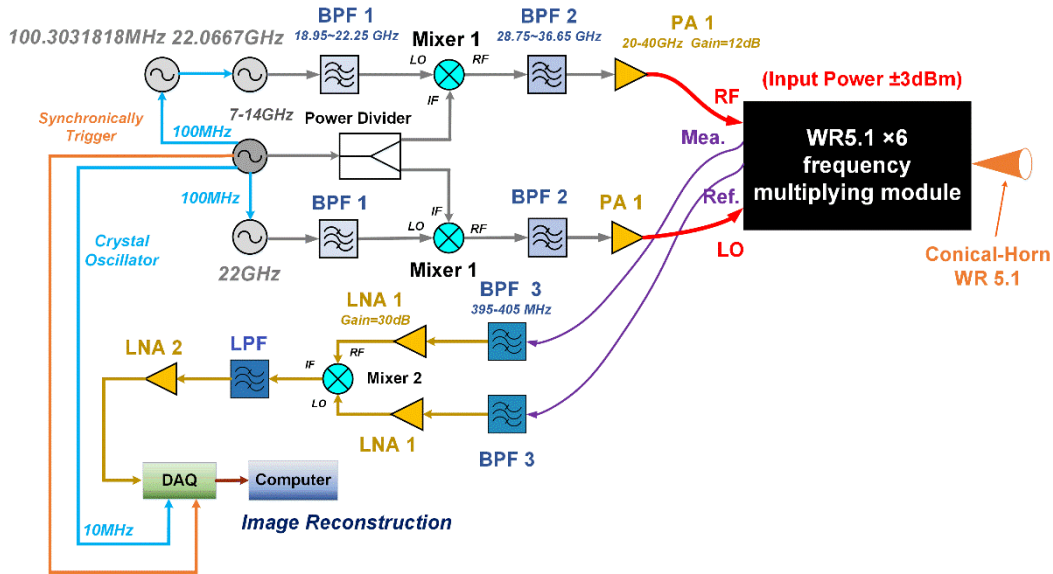 100.3031818MHz
22.0667GHz
BPF 1
18.95~22.25 GHz
LO
Mixer 1
RF
IF
BPF 2
28.75~36.65 GHz
PA 1
20-40GHz Gain=12dB
RF
(Input Power ±3dBm)
WR5.1 ×6
frequency
multiplying module
Mea.
Ref.
LO
Conical-Horn
WR 5.1
Synchronically
Trigger
100MHz
7-14GHz
Power Divider
100MHz
22GHz
BPF 1
LO
IF
RF
Mixer 1
BPF 2
PA 1
Crystal
Oscillator
BPF 3
395-405 MHz
LNA 1
Gain=30dB
RF
IF
LO
Mixer 2
LPF
LNA 2
LNA 1
BPF 3
DAQ
Computer
10MHz
Image Reconstruction